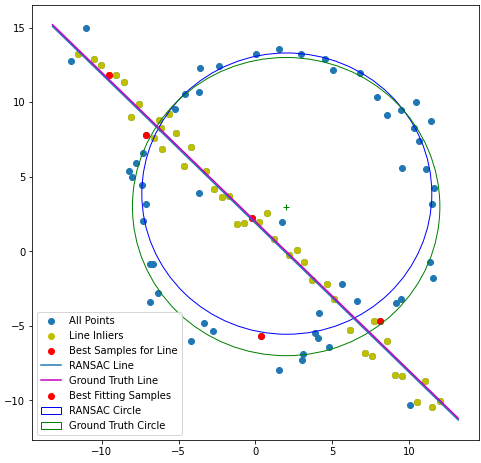 15
10
5
0
−5
−10
All Points
Line Inliers
Best Samples for Line
RANSAC Line
Ground Truth Line
Best Fitting Samples
RANSAC Circle
Ground Truth Circle
−10 −5 0 5 10